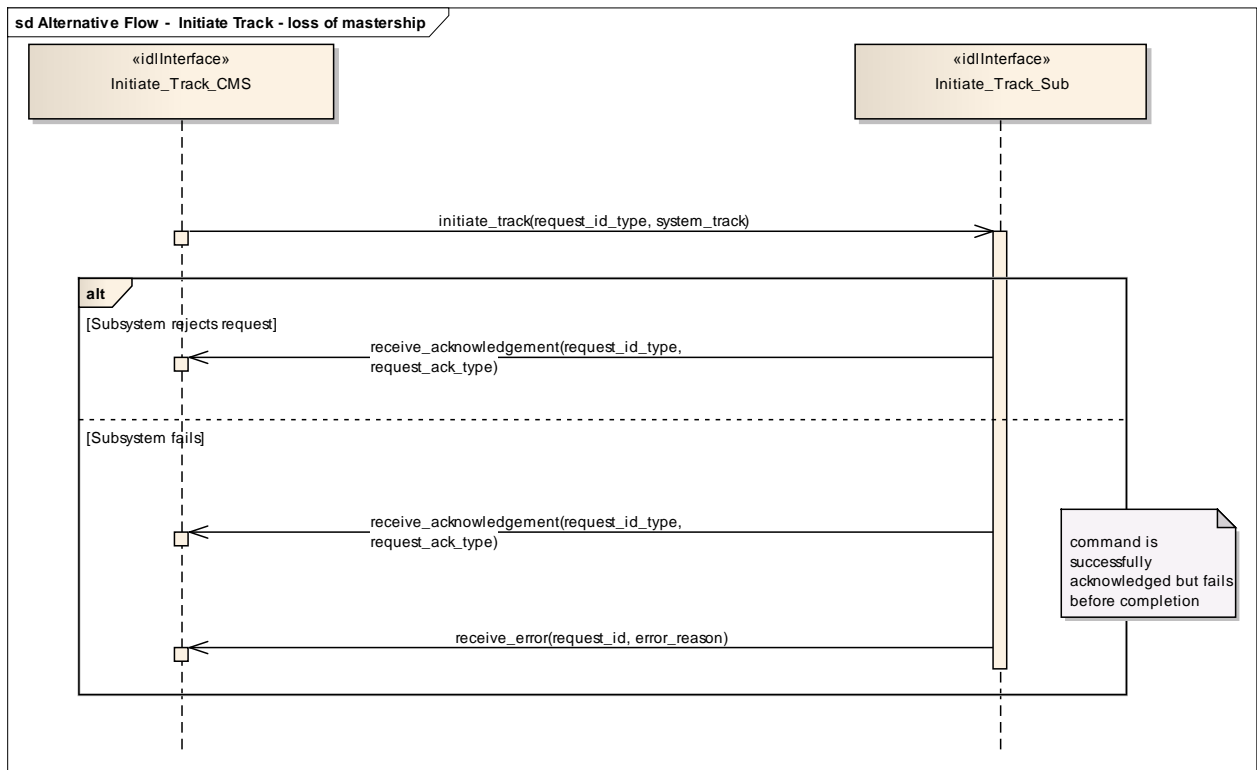 sd Alternative Flow - Initiate Track - loss of mastership
«idlInterface»
Initiate_Track_CMS
«idlInterface»
Initiate_Track_Sub
initiate_track(request_id_type, system_track)
alt
[Subsystem rejects request]
receive_acknowledgement(request_id_type,
request_ack_type)
[Subsystem fails]
receive_acknowledgement(request_id_type,
request_ack_type)
command is
successfully
acknowledged but fails
before completion
receive_error(request_id, error_reason)